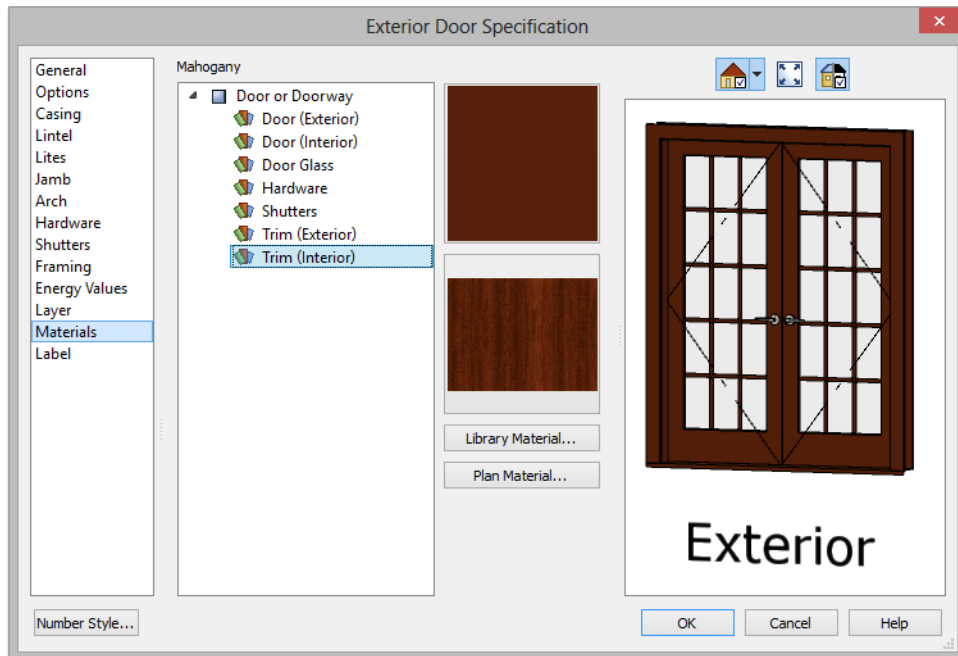 Exterior Door Specification
General
Options
Casing
Lintel
Lites
Jamb
Arch
Hardware
Shutters
Framing
Energy Values
Layer
Materials
Label
Mahogany
Door or Doorway
Door (Exterior)
Door (Interior)
Door Glass
Hardware
Shutters
Trim (Exterior)
Trim (Interior)
Library Material...
Plan Material...
Exterior
Number Style...
OK
Cancel
Help